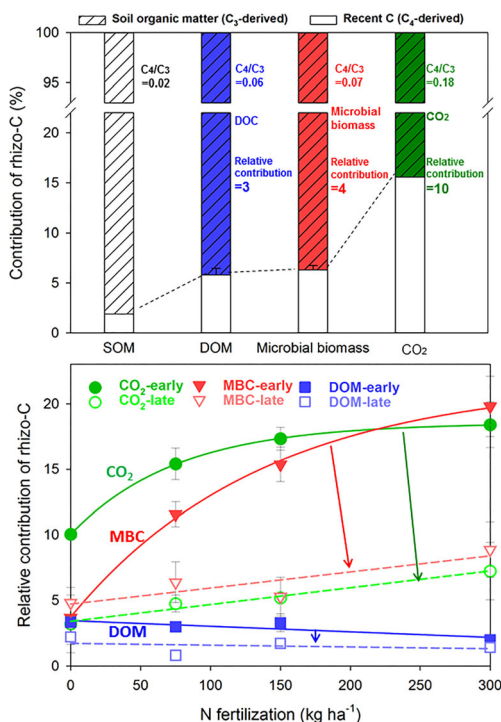 Soil organic matter (C₃-derived) Recent C (C₄-derived)
Contribution of rhizo-C (%)
100
95
20
15
10
5
0
C4/C3
=0.02
C4/C3
=0.06
DOC
Relative
contribution
=3
C4/C3
=0.07
Microbial
biomass
Relative
contribution
=4
C4/C3
=0.18
CO₂
Relative
contribution
=10
SOM DOM Microbial biomass CO₂
CO₂-early MBC-early DOM-early
CO₂-late MBC-late DOM-late
Relative contribution of rhizo-C
20
15
10
5
0
CO₂
MBC
DOM
0 50 100 150 200 250 300
N fertilization (kg ha⁻¹)